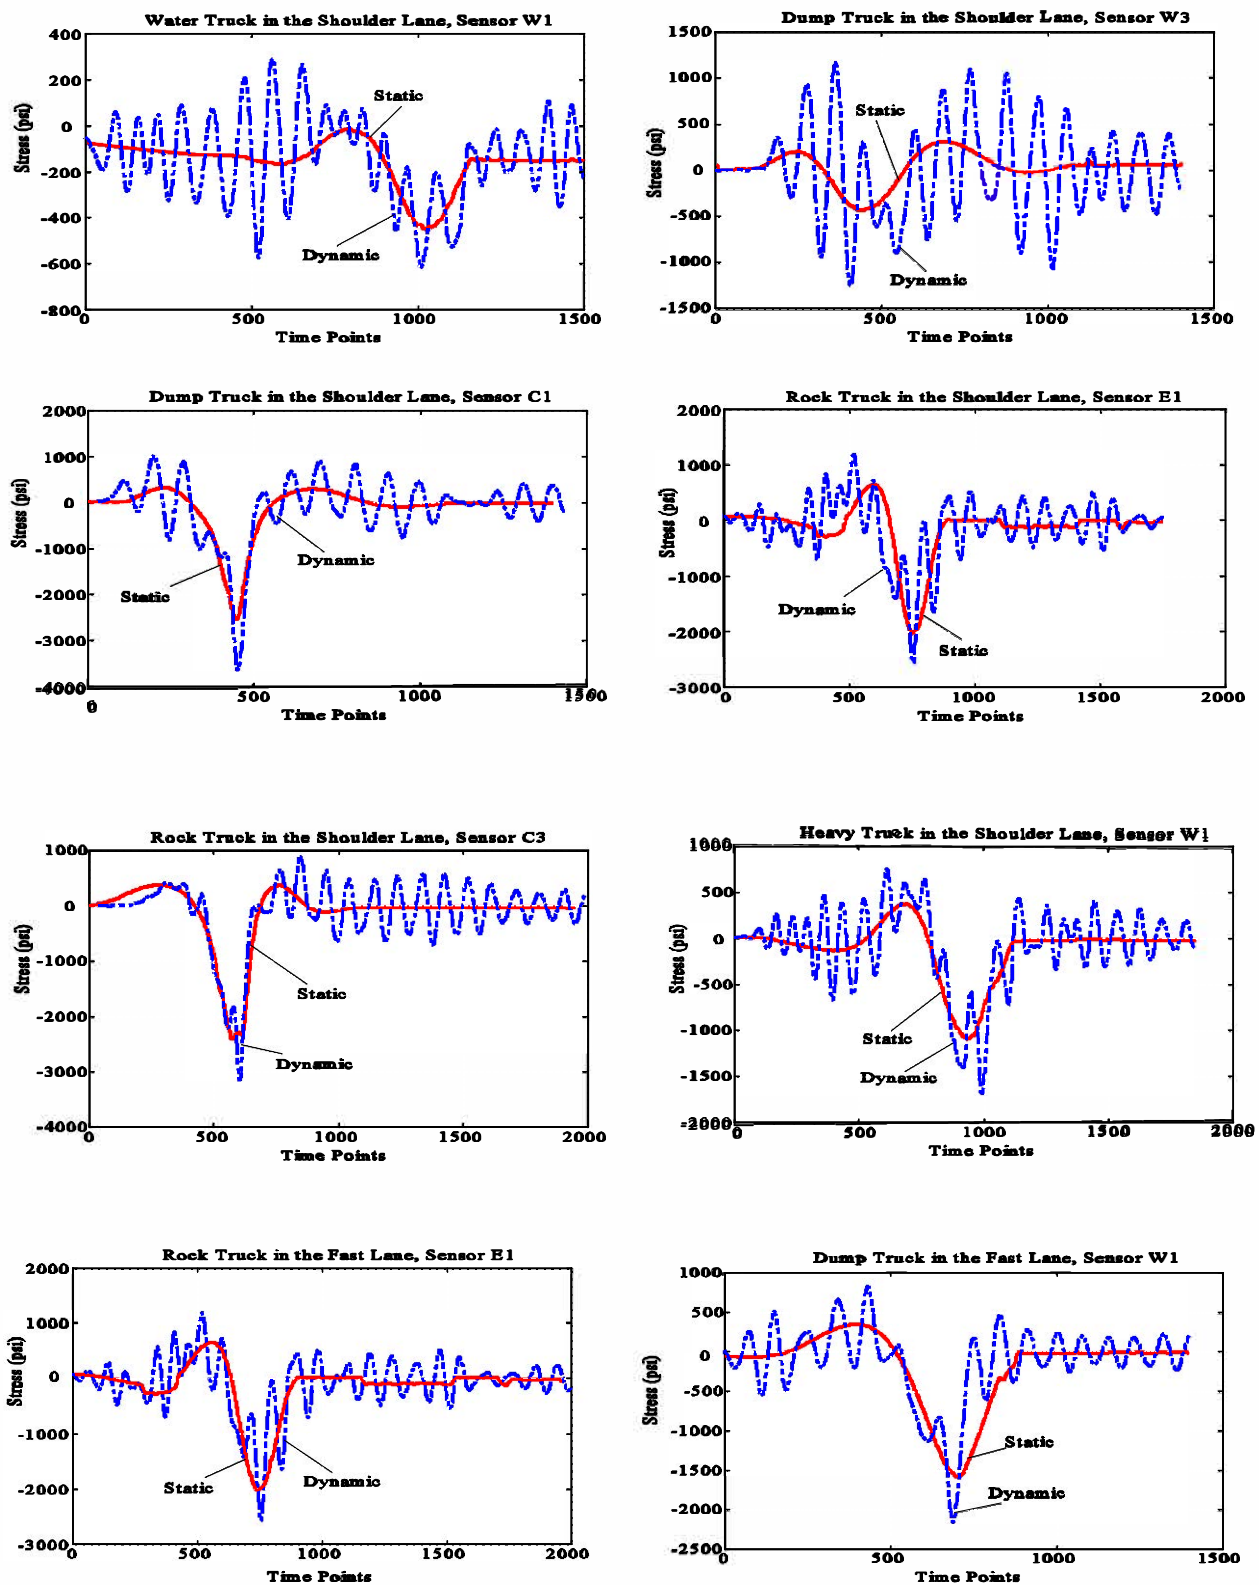 Water Truck in the Shoulder Lane, Sensor W1
400
200
0
-200
-400
-600
-800
Stress (psi)
Static
Dynamic
0 500 1000 1500
Time Points
Dump Truck in the Shoulder Lane, Sensor W3
1500
1000
500
0
-500
-1000
-1500
Stress (psi)
Static
Dynamic
0 500 1000 1500
Time Points
Dump Truck in the Shoulder Lane, Sensor C1
2000
1000
0
-1000
-2000
-3000
-4000
Stress (psi)
Dynamic
Static
0 500 1000
Time Points
Rock Truck in the Shoulder Lane, Sensor E1
2000
1000
0
-1000
-2000
-3000
Stress (psi)
Dynamic
Static
0 500 1000 1500 2000
Time Points
Rock Truck in the Shoulder Lane, Sensor C3
1000
0
-1000
-2000
-3000
-4000
Stress (psi)
Static
Dynamic
0 500 1000 1500 2000
Time Points
Heavy Truck in the Shoulder Lane, Sensor W1
1000
500
0
-500
-1000
-1500
-2000
Stress (psi)
Static
Dynamic
0 500 1000 1500 2000
Time Points
Rock Truck in the Fast Lane, Sensor E1
2000
1000
0
-1000
-2000
-3000
Stress (psi)
Static
Dynamic
0 500 1000 1500 2000
Time Points
Dump Truck in the Fast Lane, Sensor W1
1000
500
0
-500
-1000
-1500
-2000
-2500
Stress (psi)
Static
Dynamic
0 500 1000 1500
Time Points